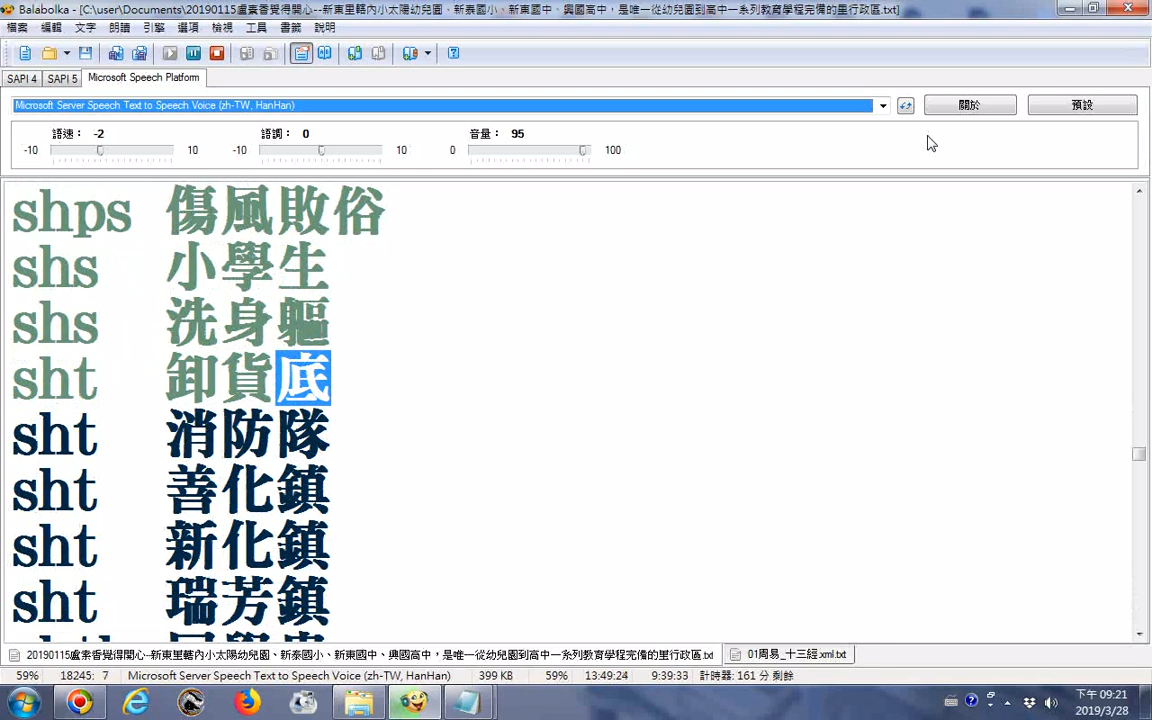 Balabolka - [C:\user\Documents\20190115盧索香覺得開心--新東里轄內小太陽幼兒園、新泰國小、新東國中、興國高中，是唯一從幼兒園到高中一系列教育學程完備的里行政區.txt]
檔案 編輯 文字 朗讀 引擎 選項 檢視 工具 書籤 說明
SAPI 4 SAPI 5 Microsoft Speech Platform
Microsoft Server Speech Text to Speech Voice (zh-TW, HanHan) 關於 預設
語速： -2 語調： 0 音量： 95
-10 10 -10 10 0 100
shps 傷風敗俗
shs 小學生
shs 洗身軀
sht 卸貨底
sht 消防隊
sht 善化鎮
sht 新化鎮
sht 瑞芳鎮
20190115盧索香覺得開心--新東里轄內小太陽幼兒園、新泰國小、新東國中、興國高中，是唯一從幼兒園到高中一系列教育學程完備的里行政區.txt 01周易_十三經.xml.txt
59% 18245: 7 Microsoft Server Speech Text to Speech Voice (zh-TW, HanHan) 399 KB 59% 13:49:24 9:39:33 計時器: 161 分 剩餘
下午 09:21
2019/3/28